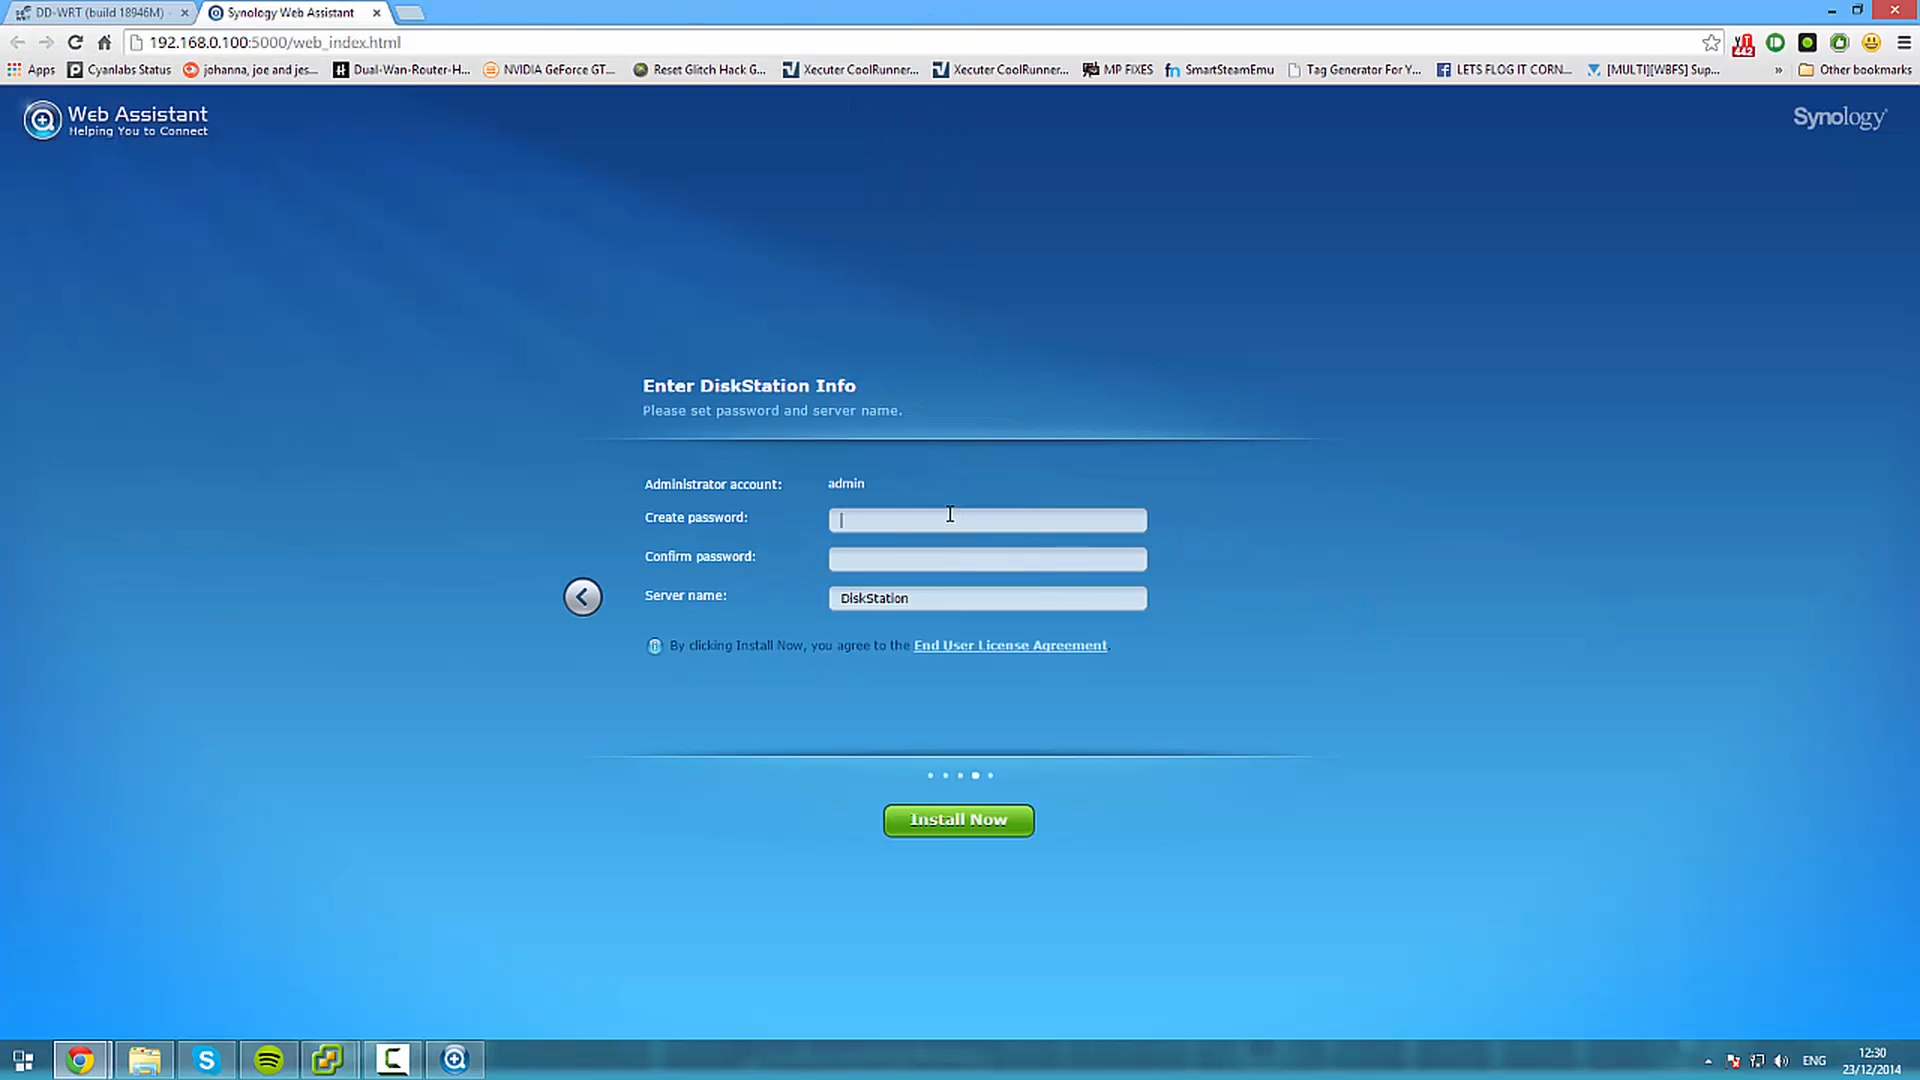 DD-WRT (build 18946M) -
Synology Web Assistant
192.168.0.100:5000/web_index.html
442
Apps
Cyanlabs Status
johanna, joe and jes...
Dual-Wan-Router-H...
NVIDIA GeForce GT...
Reset Glitch Hack G...
Xecuter CoolRunner...
Xecuter CoolRunner...
MP FIXES
SmartSteamEmu
Tag Generator For Y...
LETS FLOG IT CORN...
[MULTI][WBFS] Sup...
»
Other bookmarks
Web Assistant
Helping You to Connect
Synology
Enter DiskStation Info
Please set password and server name.
Administrator account: admin
Create password:
Confirm password:
Server name: DiskStation
By clicking Install Now, you agree to the End User License Agreement.
Install Now
ENG
12:30
23/12/2014